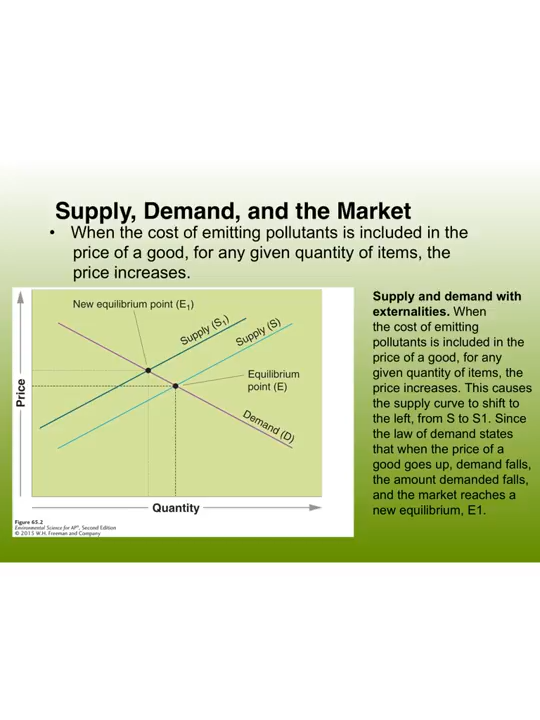 Supply, Demand, and the Market
• When the cost of emitting pollutants is included in the
price of a good, for any given quantity of items, the
price increases.
New equilibrium point (E1)
Supply (S1)
Supply (S)
Equilibrium
point (E)
Demand (D)
Price
Quantity
Figure 65.2
Environmental Science for AP®, Second Edition
© 2015 W.H. Freeman and Company
Supply and demand with
externalities. When
the cost of emitting
pollutants is included in the
price of a good, for any
given quantity of items, the
price increases. This causes
the supply curve to shift to
the left, from S to S1. Since
the law of demand states
that when the price of a
good goes up, demand falls,
the amount demanded falls,
and the market reaches a
new equilibrium, E1.